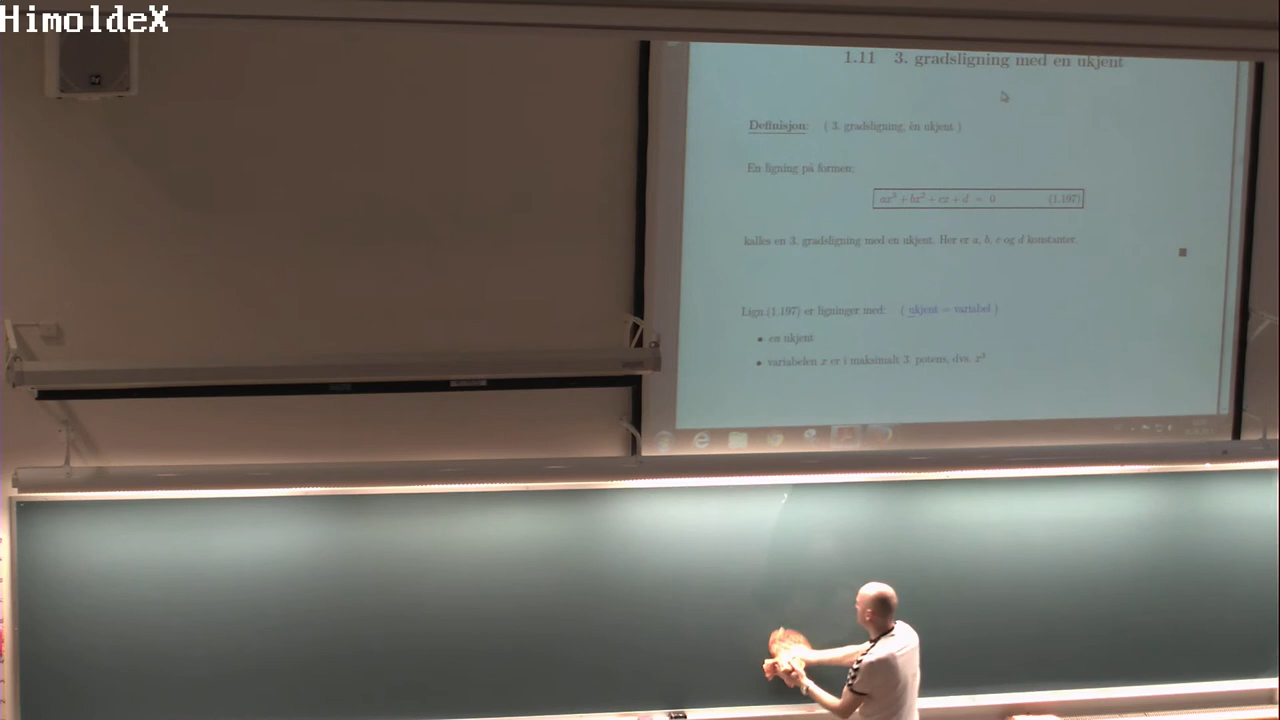 HimoldeX
1.11 3. gradsligning med en ukjent
Definisjon: ( 3. gradsligning, én ukjent )
En ligning på formen:
ax³ + bx² + cx + d = 0 (1.197)
kalles en 3. gradsligning med en ukjent. Her er a, b, c og d konstanter.
Lign.(1.197) er ligninger med: ( ukjent = variabel )
• en ukjent
• variabelen x er i maksimalt 3. potens, dvs. x³